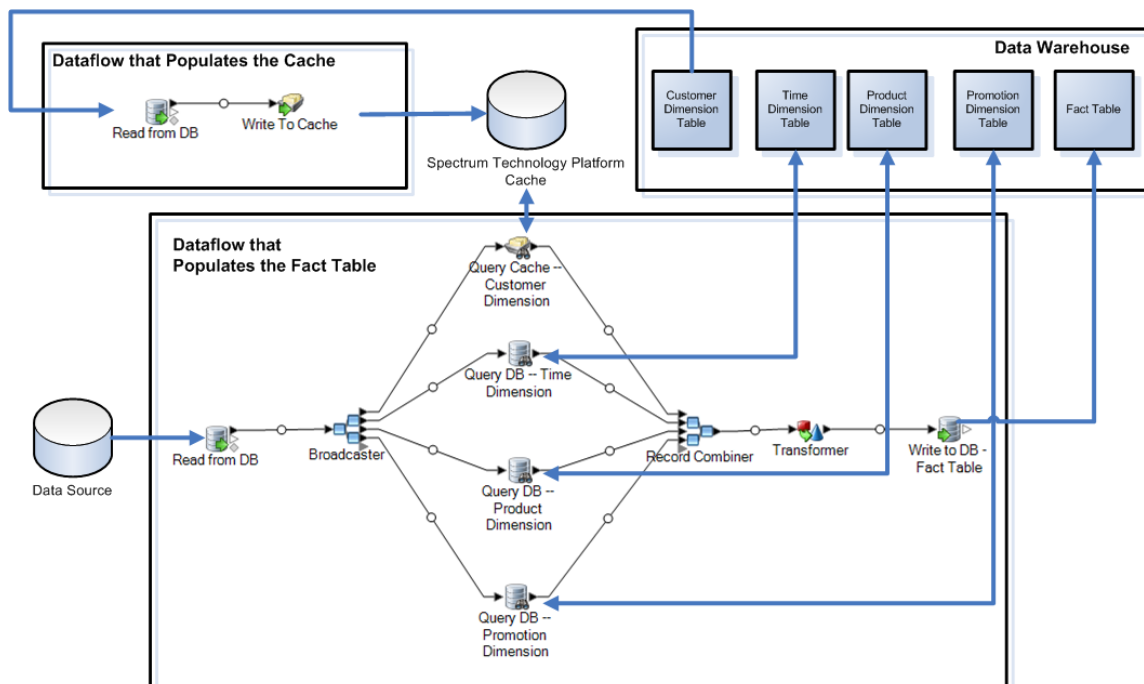 Dataflow that Populates the Cache
Read from DB
Write To Cache
Spectrum Technology Platform
Cache
Data Warehouse
Customer
Dimension
Table
Time
Dimension
Table
Product
Dimension
Table
Promotion
Dimension
Table
Fact Table
Dataflow that
Populates the Fact Table
Query Cache --
Customer
Dimension
Query DB -- Time
Dimension
Data Source
Read from DB
Broadcaster
Query DB --
Product
Dimension
Record Combiner
Transformer
Write to DB -
Fact Table
Query DB --
Promotion
Dimension